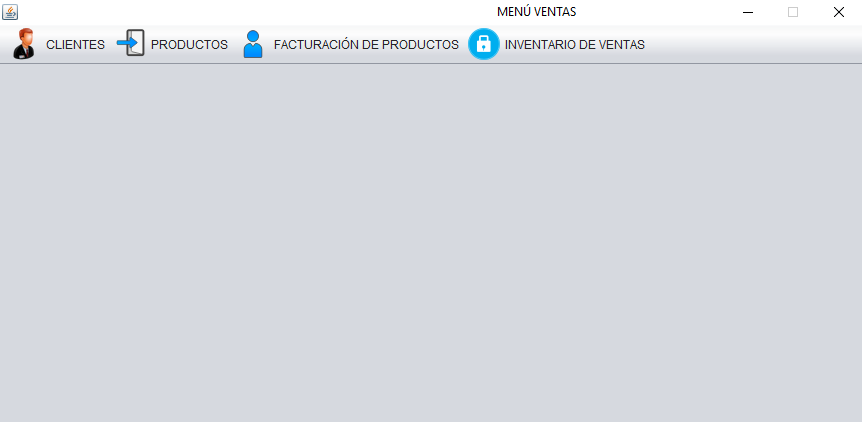 MENÚ VENTAS
CLIENTES PRODUCTOS FACTURACIÓN DE PRODUCTOS INVENTARIO DE VENTAS